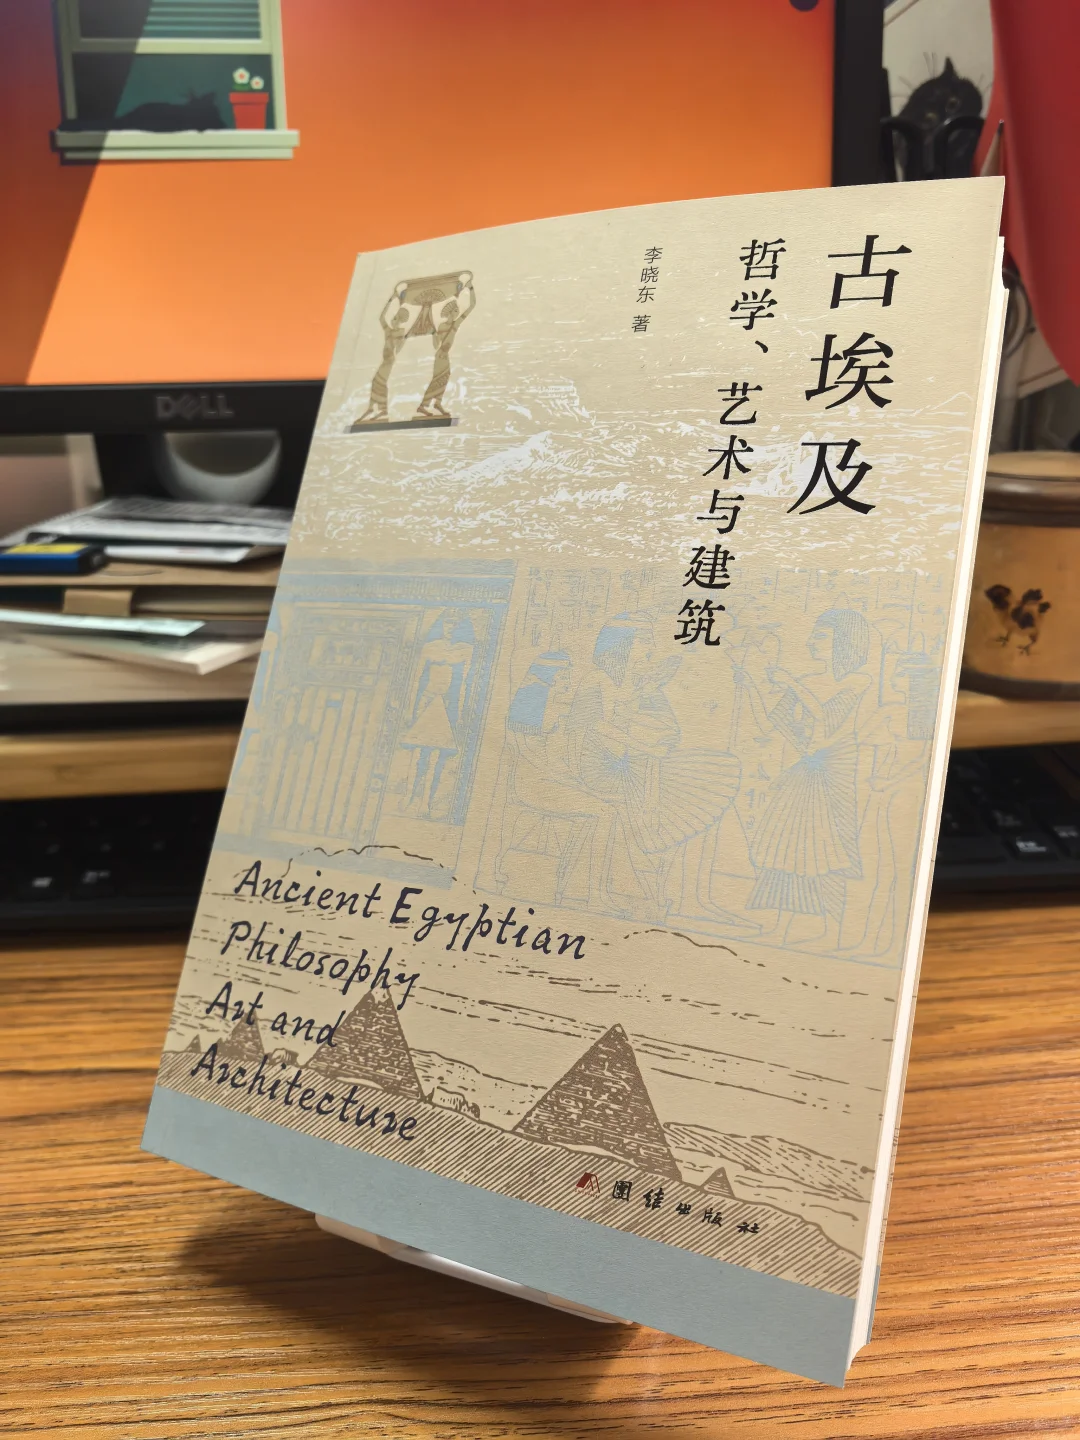 DELL
古埃及
哲学、艺术与建筑
李晓东 著
Ancient Egyptian
Philosophy
Art and
Architecture
團结出版社